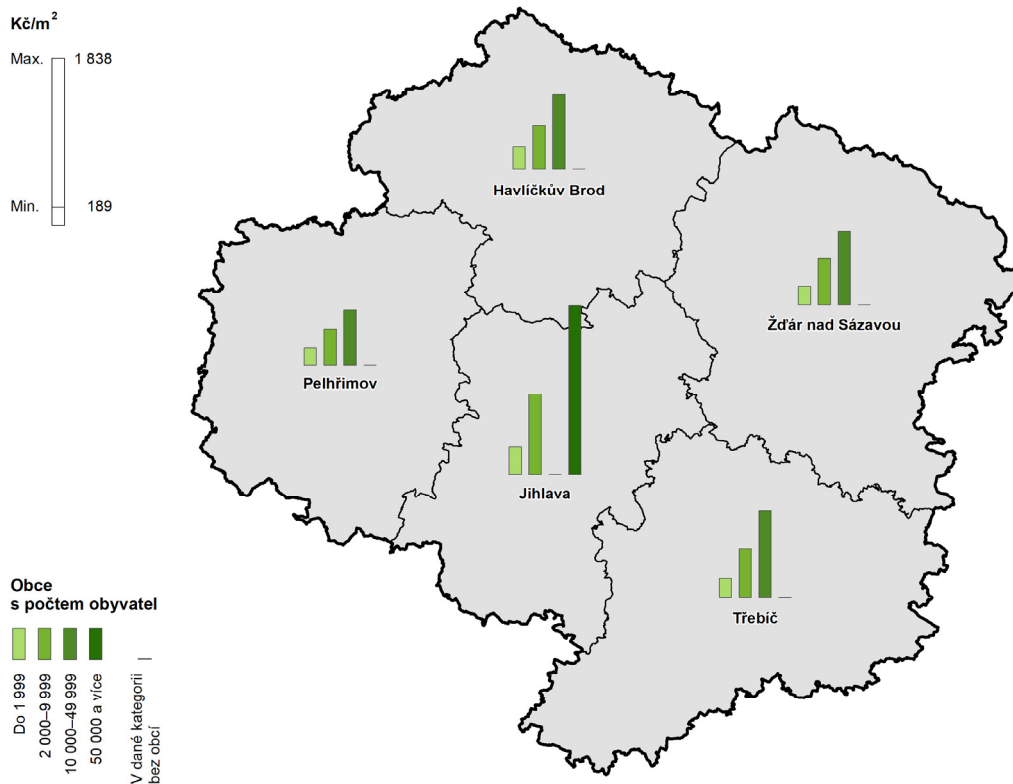 Kč/m²
Max. 1 838
Min. 189
Havlíčkův Brod
Žďár nad Sázavou
Pelhřimov
Jihlava
Třebíč
Obce
s počtem obyvatel
Do 1 999
2 000–9 999
10 000–49 999
50 000 a více
V dané kategorii
bez obcí